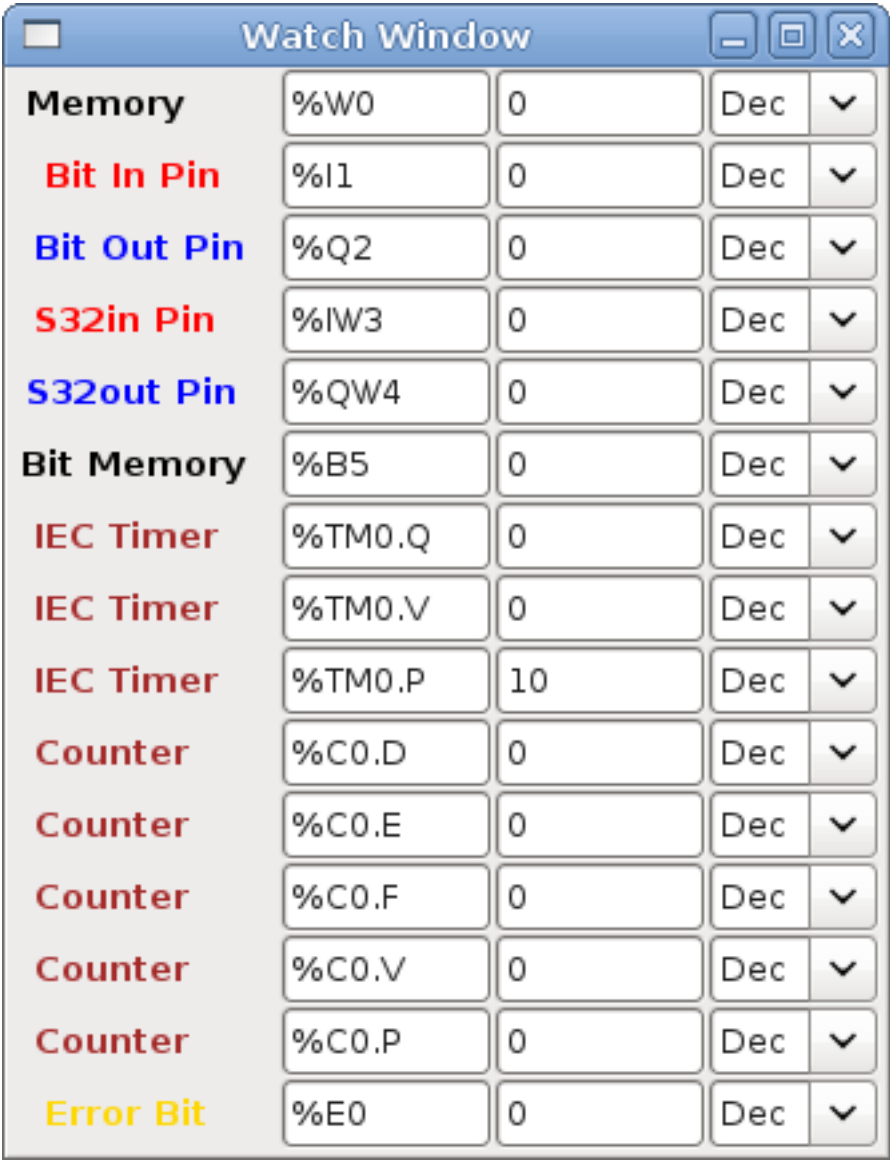 Watch Window
Memory %W0 0 Dec
Bit In Pin %I1 0 Dec
Bit Out Pin %Q2 0 Dec
S32in Pin %IW3 0 Dec
S32out Pin %QW4 0 Dec
Bit Memory %B5 0 Dec
IEC Timer %TM0.Q 0 Dec
IEC Timer %TM0.V 0 Dec
IEC Timer %TM0.P 10 Dec
Counter %C0.D 0 Dec
Counter %C0.E 0 Dec
Counter %C0.F 0 Dec
Counter %C0.V 0 Dec
Counter %C0.P 0 Dec
Error Bit %E0 0 Dec